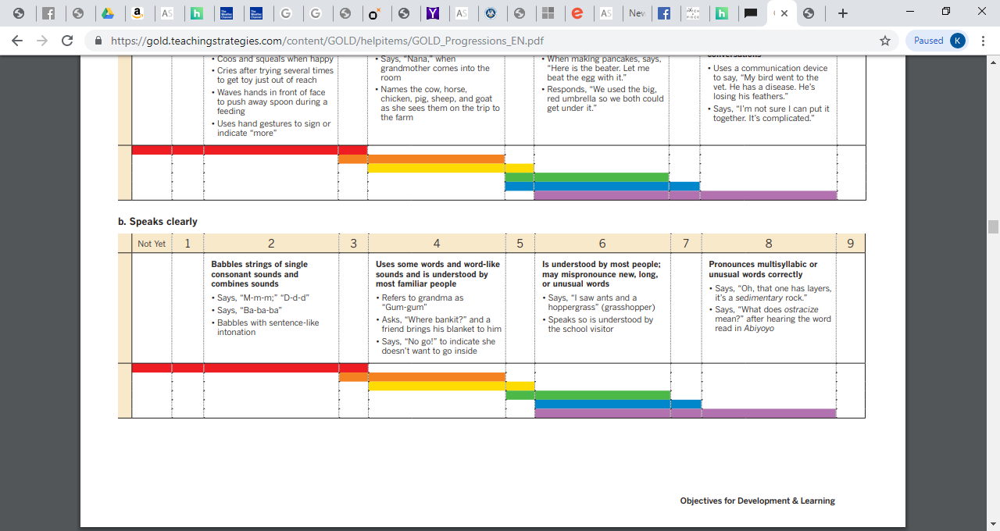 AS
The Weather Channel
The Weather Channel
AS
New
AS
https://gold.teachingstrategies.com/content/GOLD/helpitems/GOLD_Progressions_EN.pdf
Paused
K
• Coos and squeals when happy
• Cries after trying several times
to get toy just out of reach
• Waves hands in front of face
to push away spoon during a
feeding
• Uses hand gestures to sign or
indicate “more”
• Says, “Nana,” when
grandmother comes into the
room
• Names the cow, horse,
chicken, pig, sheep, and goat
as she sees them on the trip to
the farm
• When making pancakes, says,
“Here is the beater. Let me
beat the egg with it.”
• Responds, “We used the big,
red umbrella so we both could
get under it.”
conversations
• Uses a communication device
to say, “My bird went to the
vet. He has a disease. He’s
losing his feathers.”
• Says, “I’m not sure I can put it
together. It’s complicated.”
b. Speaks clearly
Not Yet 1 2 3 4 5 6 7 8 9
Babbles strings of single
consonant sounds and
combines sounds
• Says, “M-m-m;” “D-d-d”
• Says, “Ba-ba-ba”
• Babbles with sentence-like
intonation
Uses some words and word-like
sounds and is understood by
most familiar people
• Refers to grandma as
“Gum-gum”
• Asks, “Where bankit?” and a
friend brings his blanket to him
• Says, “No go!” to indicate she
doesn’t want to go inside
Is understood by most people;
may mispronounce new, long,
or unusual words
• Says, “I saw ants and a
hoppergrass” (grasshopper)
• Speaks so is understood by
the school visitor
Pronounces multisyllabic or
unusual words correctly
• Says, “Oh, that one has layers,
it’s a sedimentary rock.”
• Says, “What does ostracize
mean?” after hearing the word
read in Abiyoyo
Objectives for Development & Learning